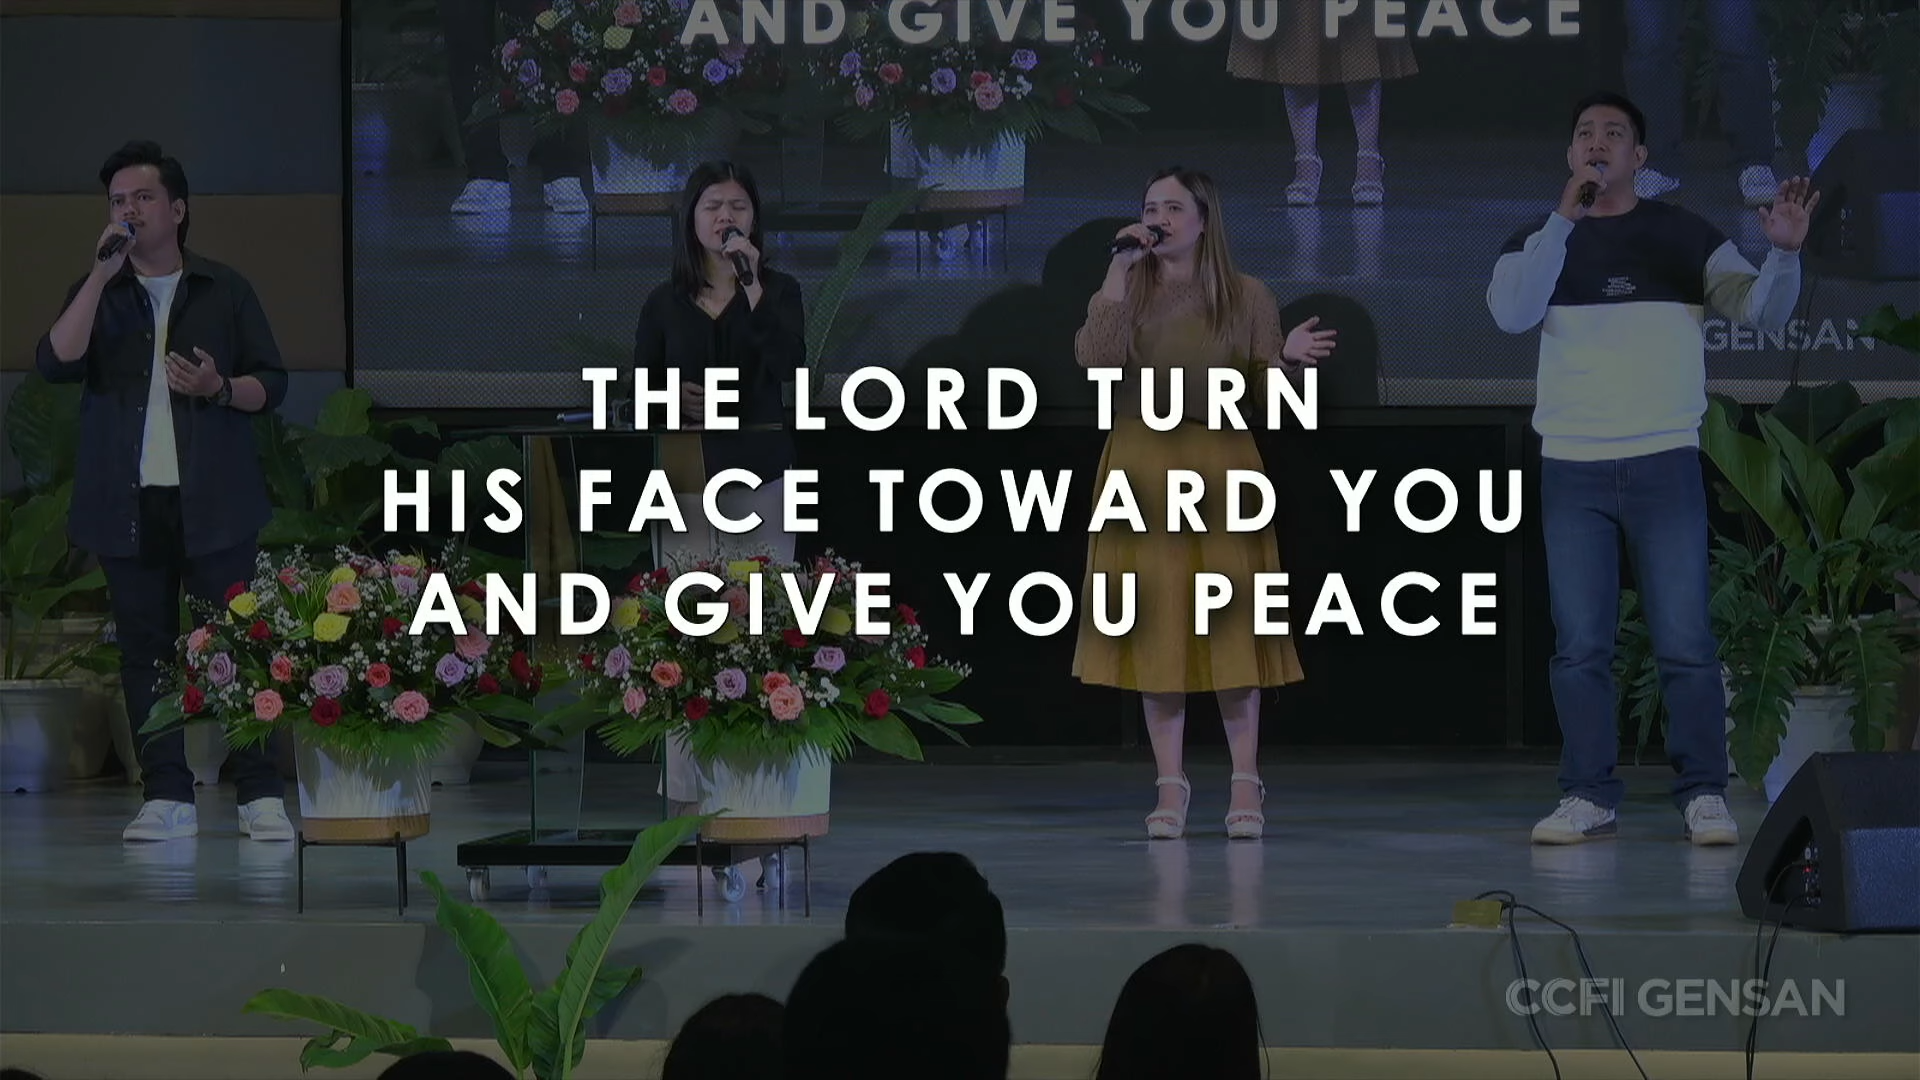 AND GIVE YOU PEACE
GENSAN
THE LORD TURN
HIS FACE TOWARD YOU
AND GIVE YOU PEACE
CCFI GENSAN